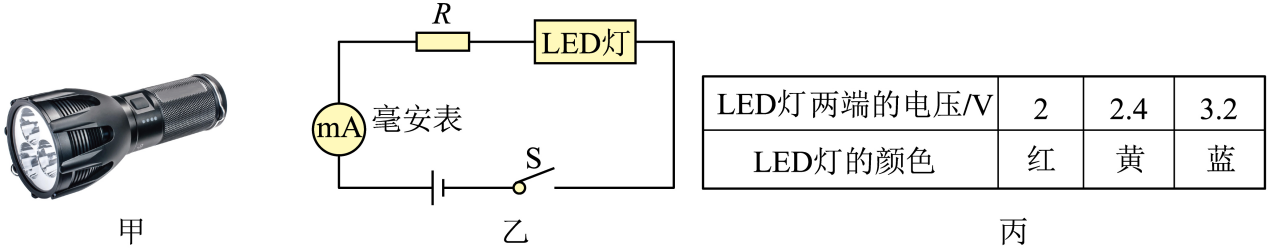 R
LED灯
mA 毫安表
S
LED灯两端的电压/V 2 2.4 3.2
LED灯的颜色 红 黄 蓝
甲 乙 丙